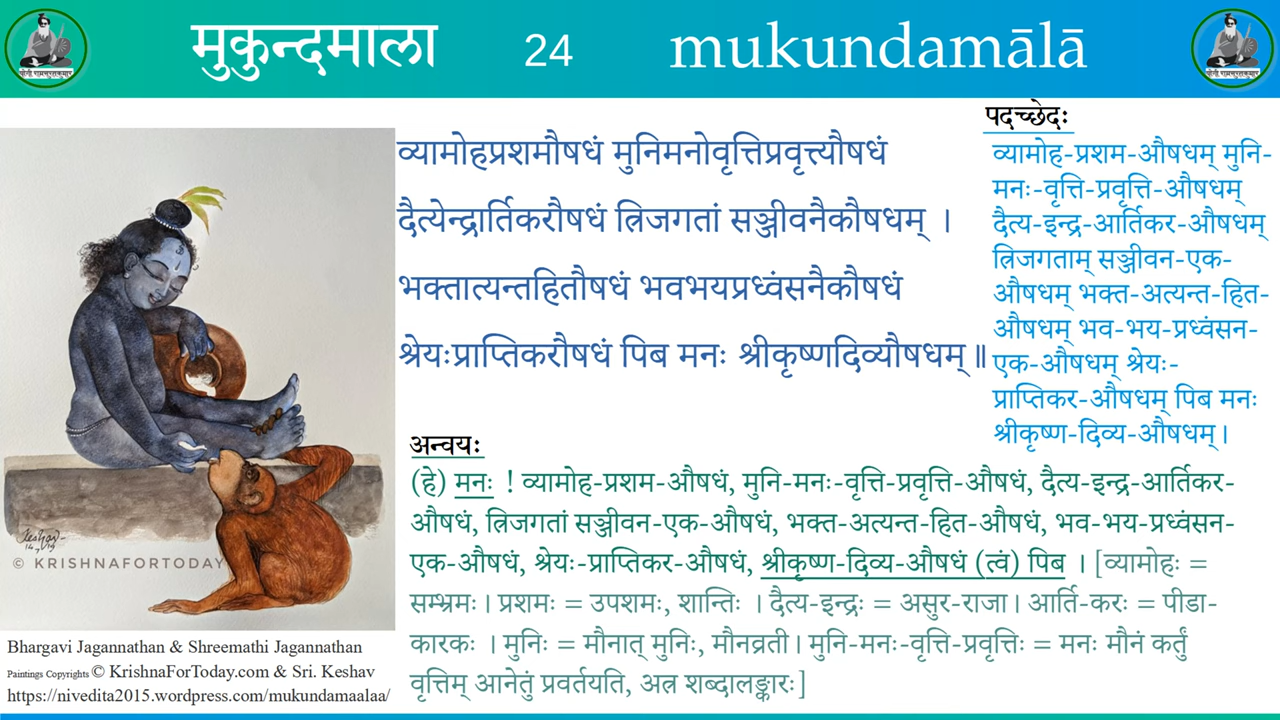 मुकुन्दमाला 24 mukundamālā
योगी रामसुरतकुमार
योगी रामसुरतकुमार
व्यामोहप्रशमौषधं मुनिमनोवृत्तिप्रवृत्त्यौषधं
दैत्येन्द्रार्तिकरौषधं त्रिजगतां सञ्जीवनैकौषधम् ।
भक्तात्यन्तहितौषधं भवभयप्रध्वंसनैकौषधं
श्रेयःप्राप्तिकरौषधं पिब मनः श्रीकृष्णदिव्यौषधम् ॥
पदच्छेदः
व्यामोह-प्रशम-औषधम् मुनि-
मनः-वृत्ति-प्रवृत्ति-औषधम्
दैत्य-इन्द्र-आर्तिकर-औषधम्
त्रिजगताम् सञ्जीवन-एक-
औषधम् भक्त-अत्यन्त-हित-
औषधम् भव-भय-प्रध्वंसन-
एक-औषधम् श्रेयः-
प्राप्तिकर-औषधम् पिब मनः
श्रीकृष्ण-दिव्य-औषधम् ।
अन्वयः
(हे) मनः ! व्यामोह-प्रशम-औषधं, मुनि-मनः-वृत्ति-प्रवृत्ति-औषधं, दैत्य-इन्द्र-आर्तिकर-
औषधं, त्रिजगतां सञ्जीवन-एक-औषधं, भक्त-अत्यन्त-हित-औषधं, भव-भय-प्रध्वंसन-
एक-औषधं, श्रेयः-प्राप्तिकर-औषधं, श्रीकृष्ण-दिव्य-औषधं (त्वं) पिब । [व्यामोहः =
सम्भ्रमः । प्रशमः = उपशमः, शान्तिः । दैत्य-इन्द्रः = असुर-राजा । आर्ति-करः = पीडा-
कारकः । मुनिः = मौनात् मुनिः, मौनव्रती । मुनि-मनः-वृत्ति-प्रवृत्तिः = मनः मौनं कर्तुं
वृत्तिम् आनेतुं प्रवर्तयति, अत्र शब्दालङ्कारः]
Keshav
© KRISHNAFORTODAY
Bhargavi Jagannathan & Shreemathi Jagannathan
Paintings Copyrights © KrishnaForToday.com & Sri. Keshav
https://nivedita2015.wordpress.com/mukundamaalaa/